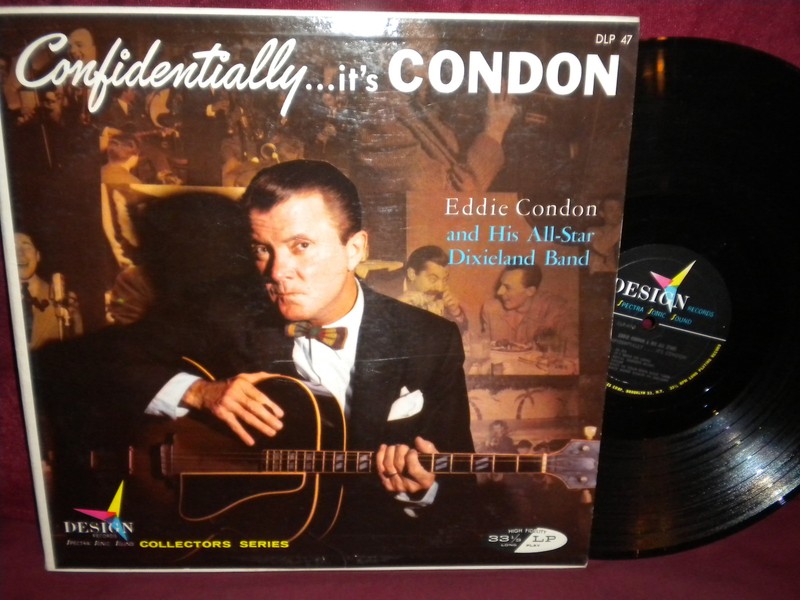 DLP 47
Confidentially...it's CONDON
Eddie Condon
and His All-Star
Dixieland Band
DESIGN
RECORDS
SPECTRA SONIC SOUND
COLLECTORS SERIES
HIGH FIDELITY
33⅓ LP
LONG PLAY
DESIGN
RECORDS
SPECTRA SONIC SOUND